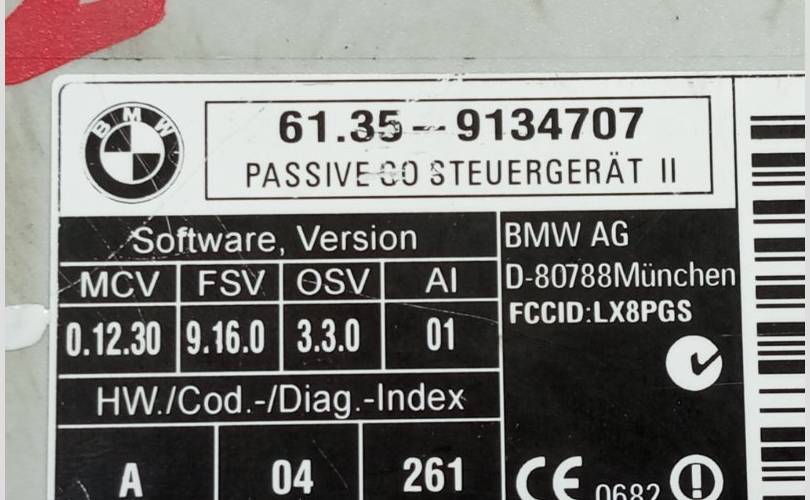 BMW
61.35 - 9134707
PASSIVE GO STEUERGERÄT II
Software, Version
MCV FSV OSV AI
0.12.30 9.16.0 3.3.0 01
HW./Cod.-/Diag.-Index
A 04 261
BMW AG
D-80788München
FCCID:LX8PGS
CE 0682